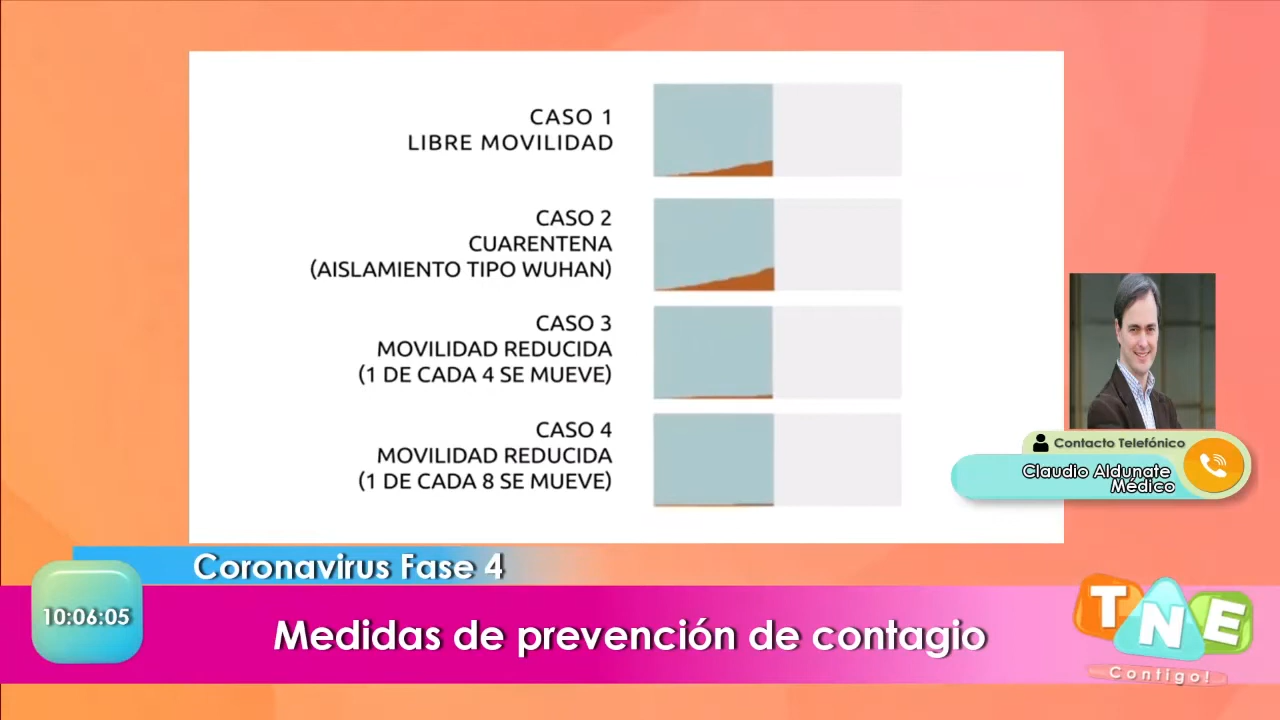 CASO 1
LIBRE MOVILIDAD
CASO 2
CUARENTENA
(AISLAMIENTO TIPO WUHAN)
CASO 3
MOVILIDAD REDUCIDA
(1 DE CADA 4 SE MUEVE)
CASO 4
MOVILIDAD REDUCIDA
(1 DE CADA 8 SE MUEVE)
Contacto Telefónico
Claudio Aldunate
Médico
Coronavirus Fase 4
10:06:05
Medidas de prevención de contagio
TNE
Contigo!